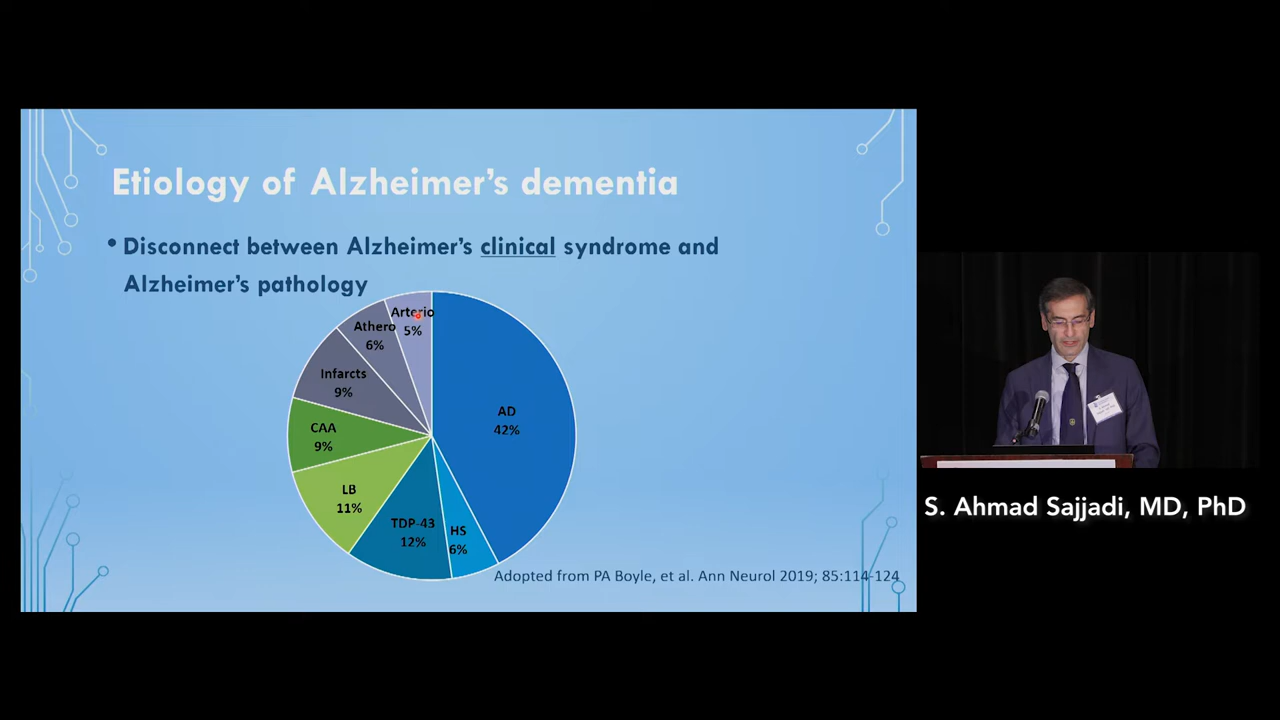 Etiology of Alzheimer's dementia
• Disconnect between Alzheimer's clinical syndrome and
Alzheimer's pathology
Arterio
5%
Athero
6%
Infarcts
9%
CAA
9%
LB
11%
TDP-43
12%
HS
6%
AD
42%
Adopted from PA Boyle, et al. Ann Neurol 2019; 85:114-124
S. Ahmad Sajjadi, MD, PhD